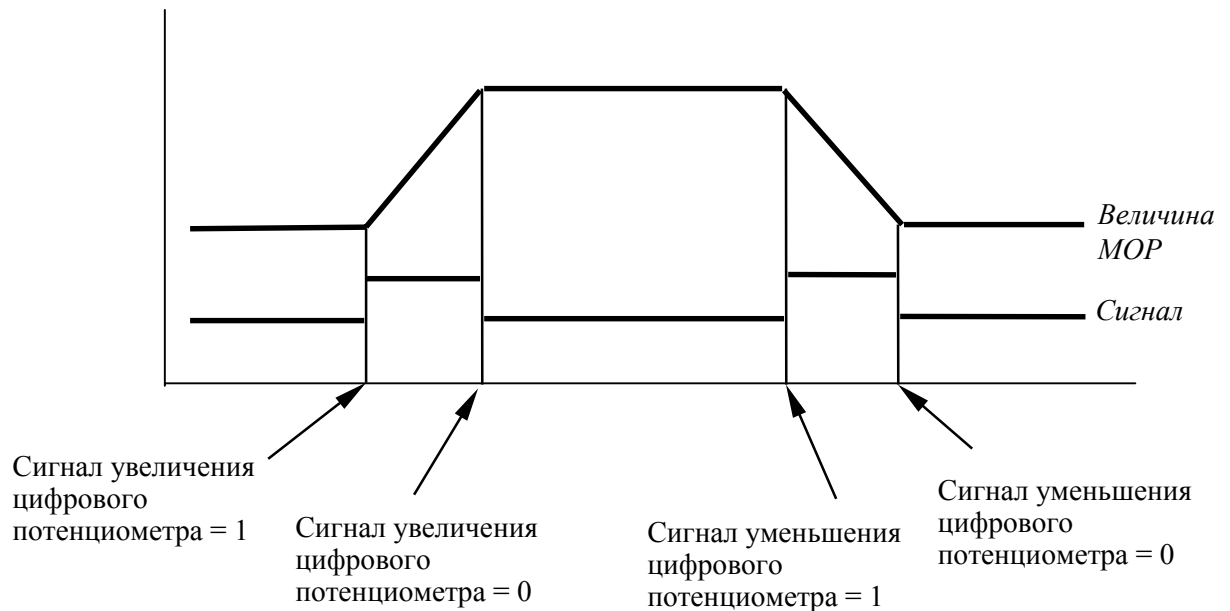 Величина
МОР
Сигнал
Сигнал увеличения
цифрового
потенциометра = 1
Сигнал увеличения
цифрового
потенциометра = 0
Сигнал уменьшения
цифрового
потенциометра = 1
Сигнал уменьшения
цифрового
потенциометра = 0